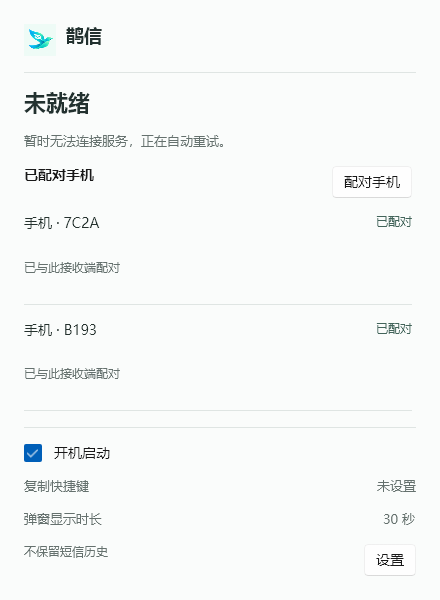 鹊信
未就绪
暂时无法连接服务，正在自动重试。
已配对手机
配对手机
手机 · 7C2A
已配对
已与此接收端配对
手机 · B193
已配对
已与此接收端配对
开机启动
复制快捷键
未设置
弹窗显示时长
30 秒
不保留短信历史
设置